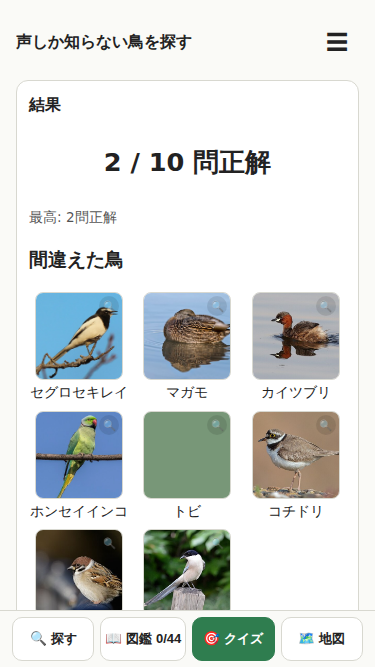 声しか知らない鳥を探す
☰
結果
2 / 10 問正解
最高: 2問正解
間違えた鳥
セグロセキレイ
マガモ
カイツブリ
ホンセイインコ
トビ
コチドリ
🔍 探す
📖 図鑑 0/44
🎯 クイズ
🗺️ 地図